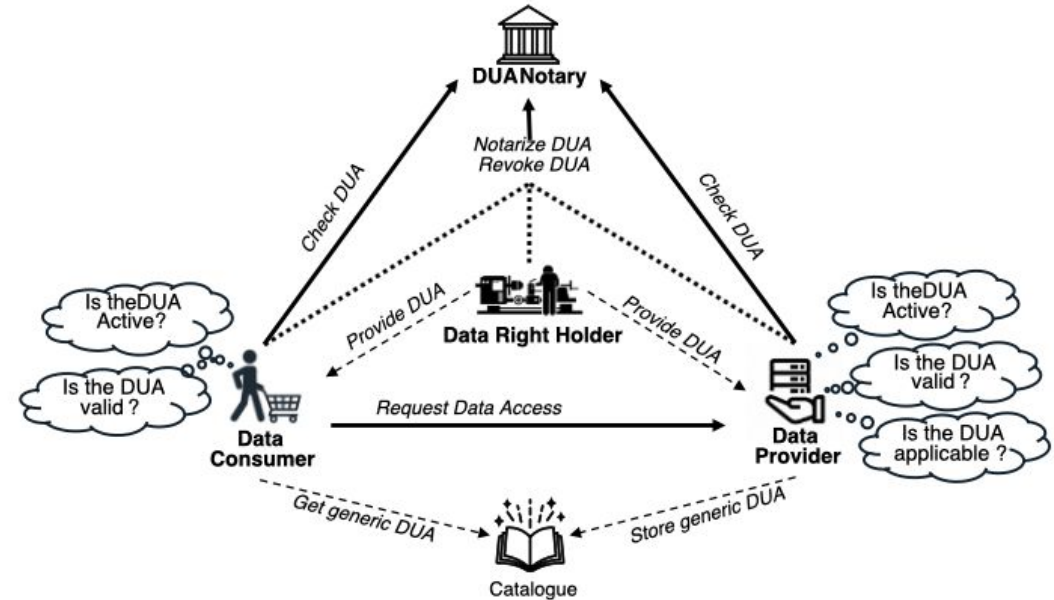 DUANotary
Notarize DUA
Revoke DUA
Check DUA
Check DUA
Is theDUA
Active?
Is the DUA
valid ?
Provide DUA
Data Right Holder
Provide DUA
Is theDUA
Active?
Is the DUA
valid ?
Is the DUA
applicable ?
Request Data Access
Data
Consumer
Data
Provider
Get generic DUA
Store generic DUA
Catalogue